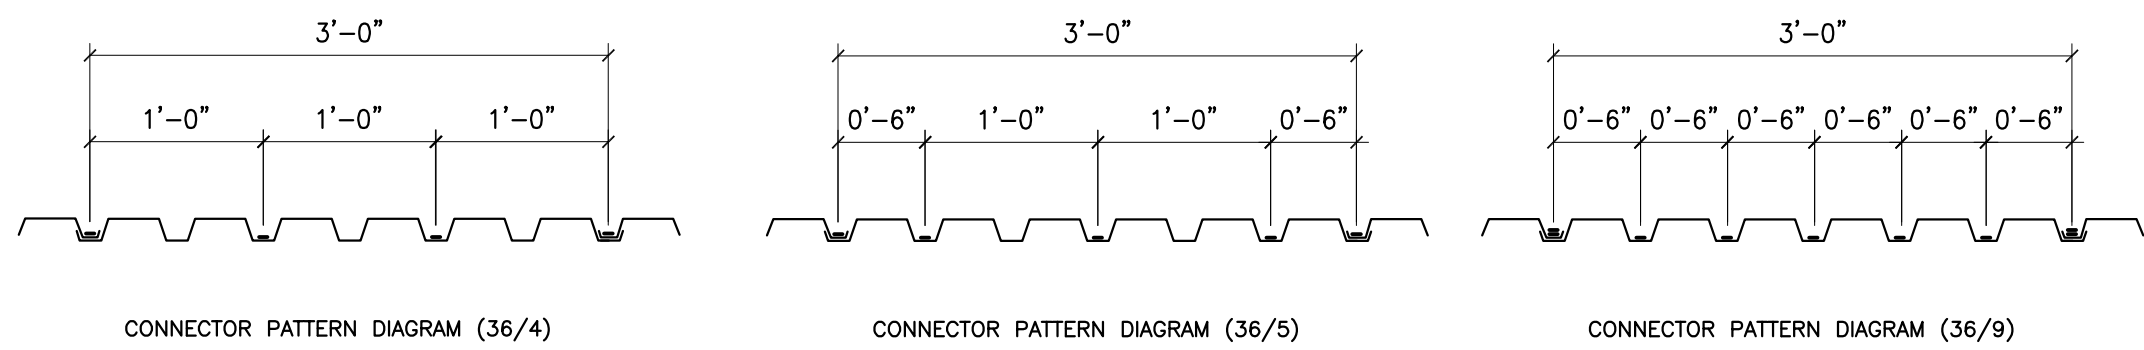 3'-0"
1'-0" 1'-0" 1'-0"
CONNECTOR PATTERN DIAGRAM (36/4)
3'-0"
0'-6" 1'-0" 1'-0" 0'-6"
CONNECTOR PATTERN DIAGRAM (36/5)
3'-0"
0'-6" 0'-6" 0'-6" 0'-6" 0'-6" 0'-6"
CONNECTOR PATTERN DIAGRAM (36/9)